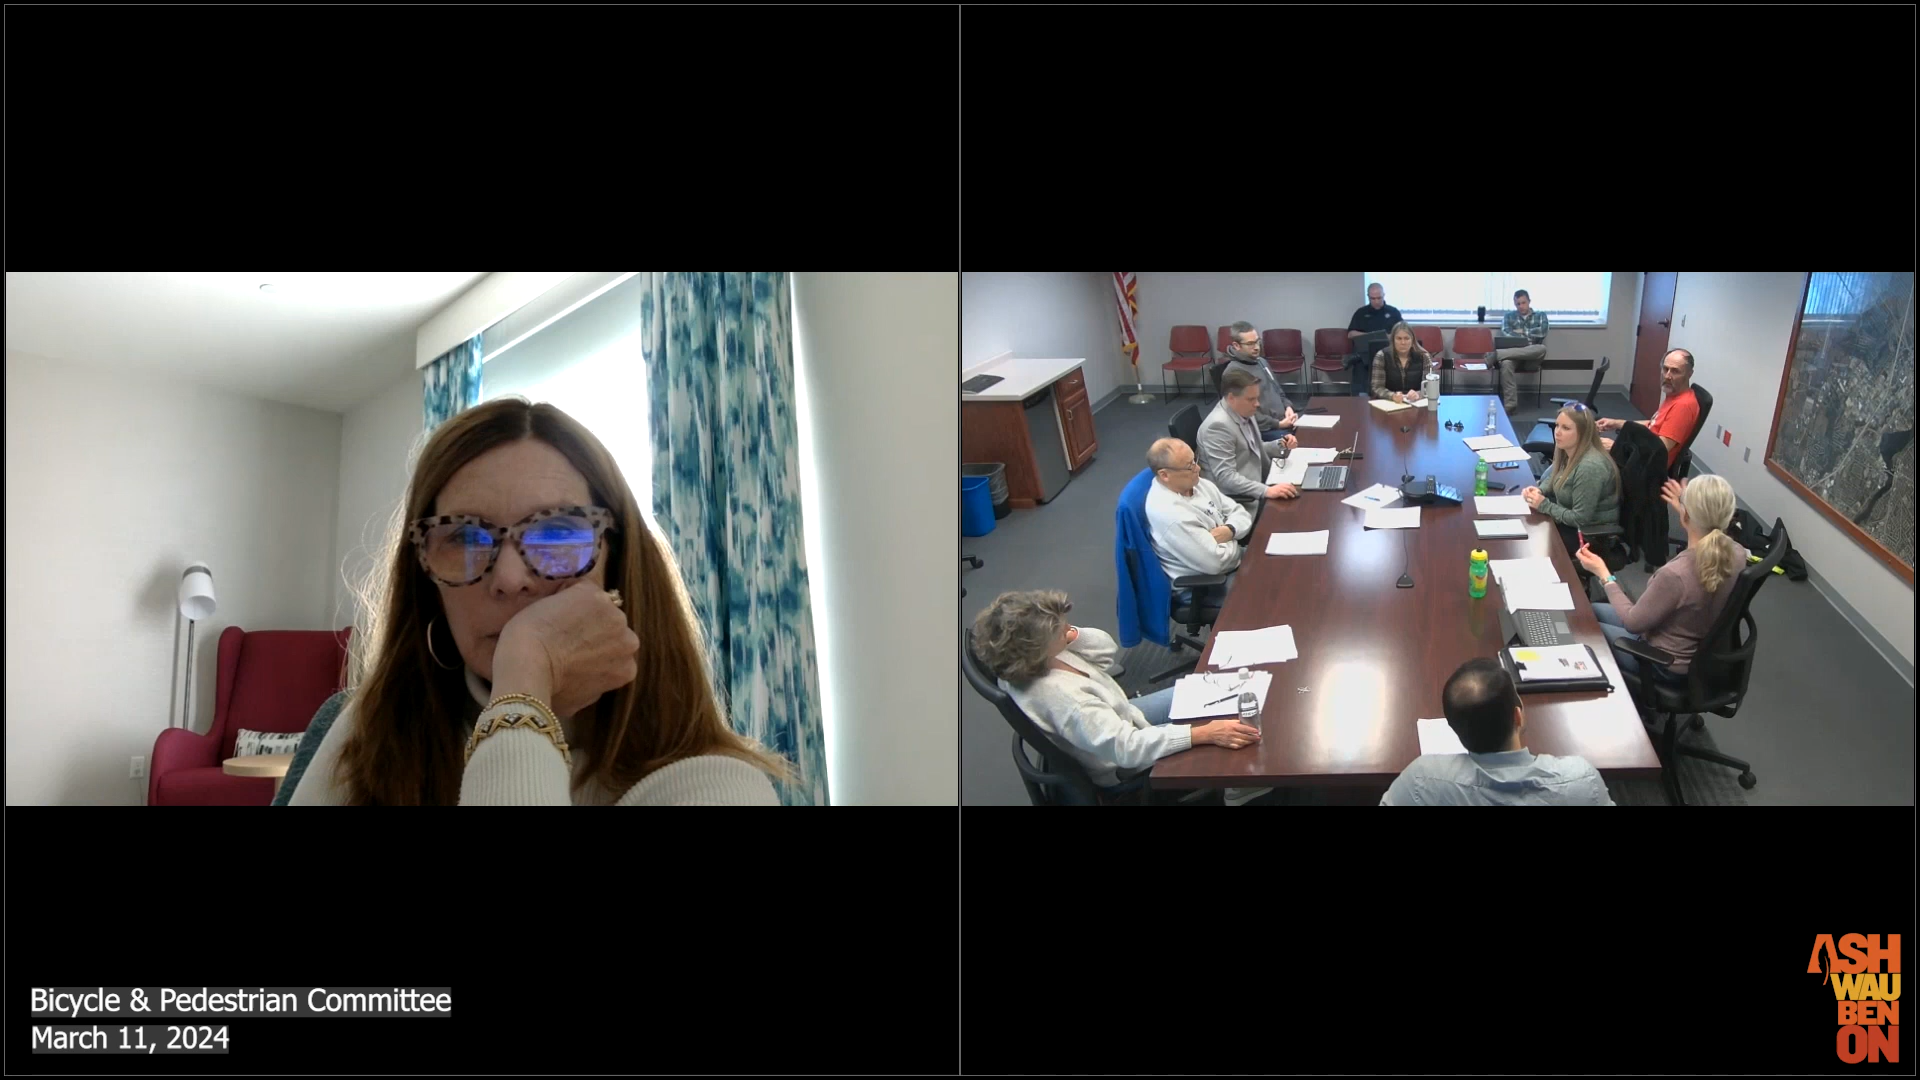 Bicycle & Pedestrian Committee
March 11, 2024
ASH
WAU
BEN
ON